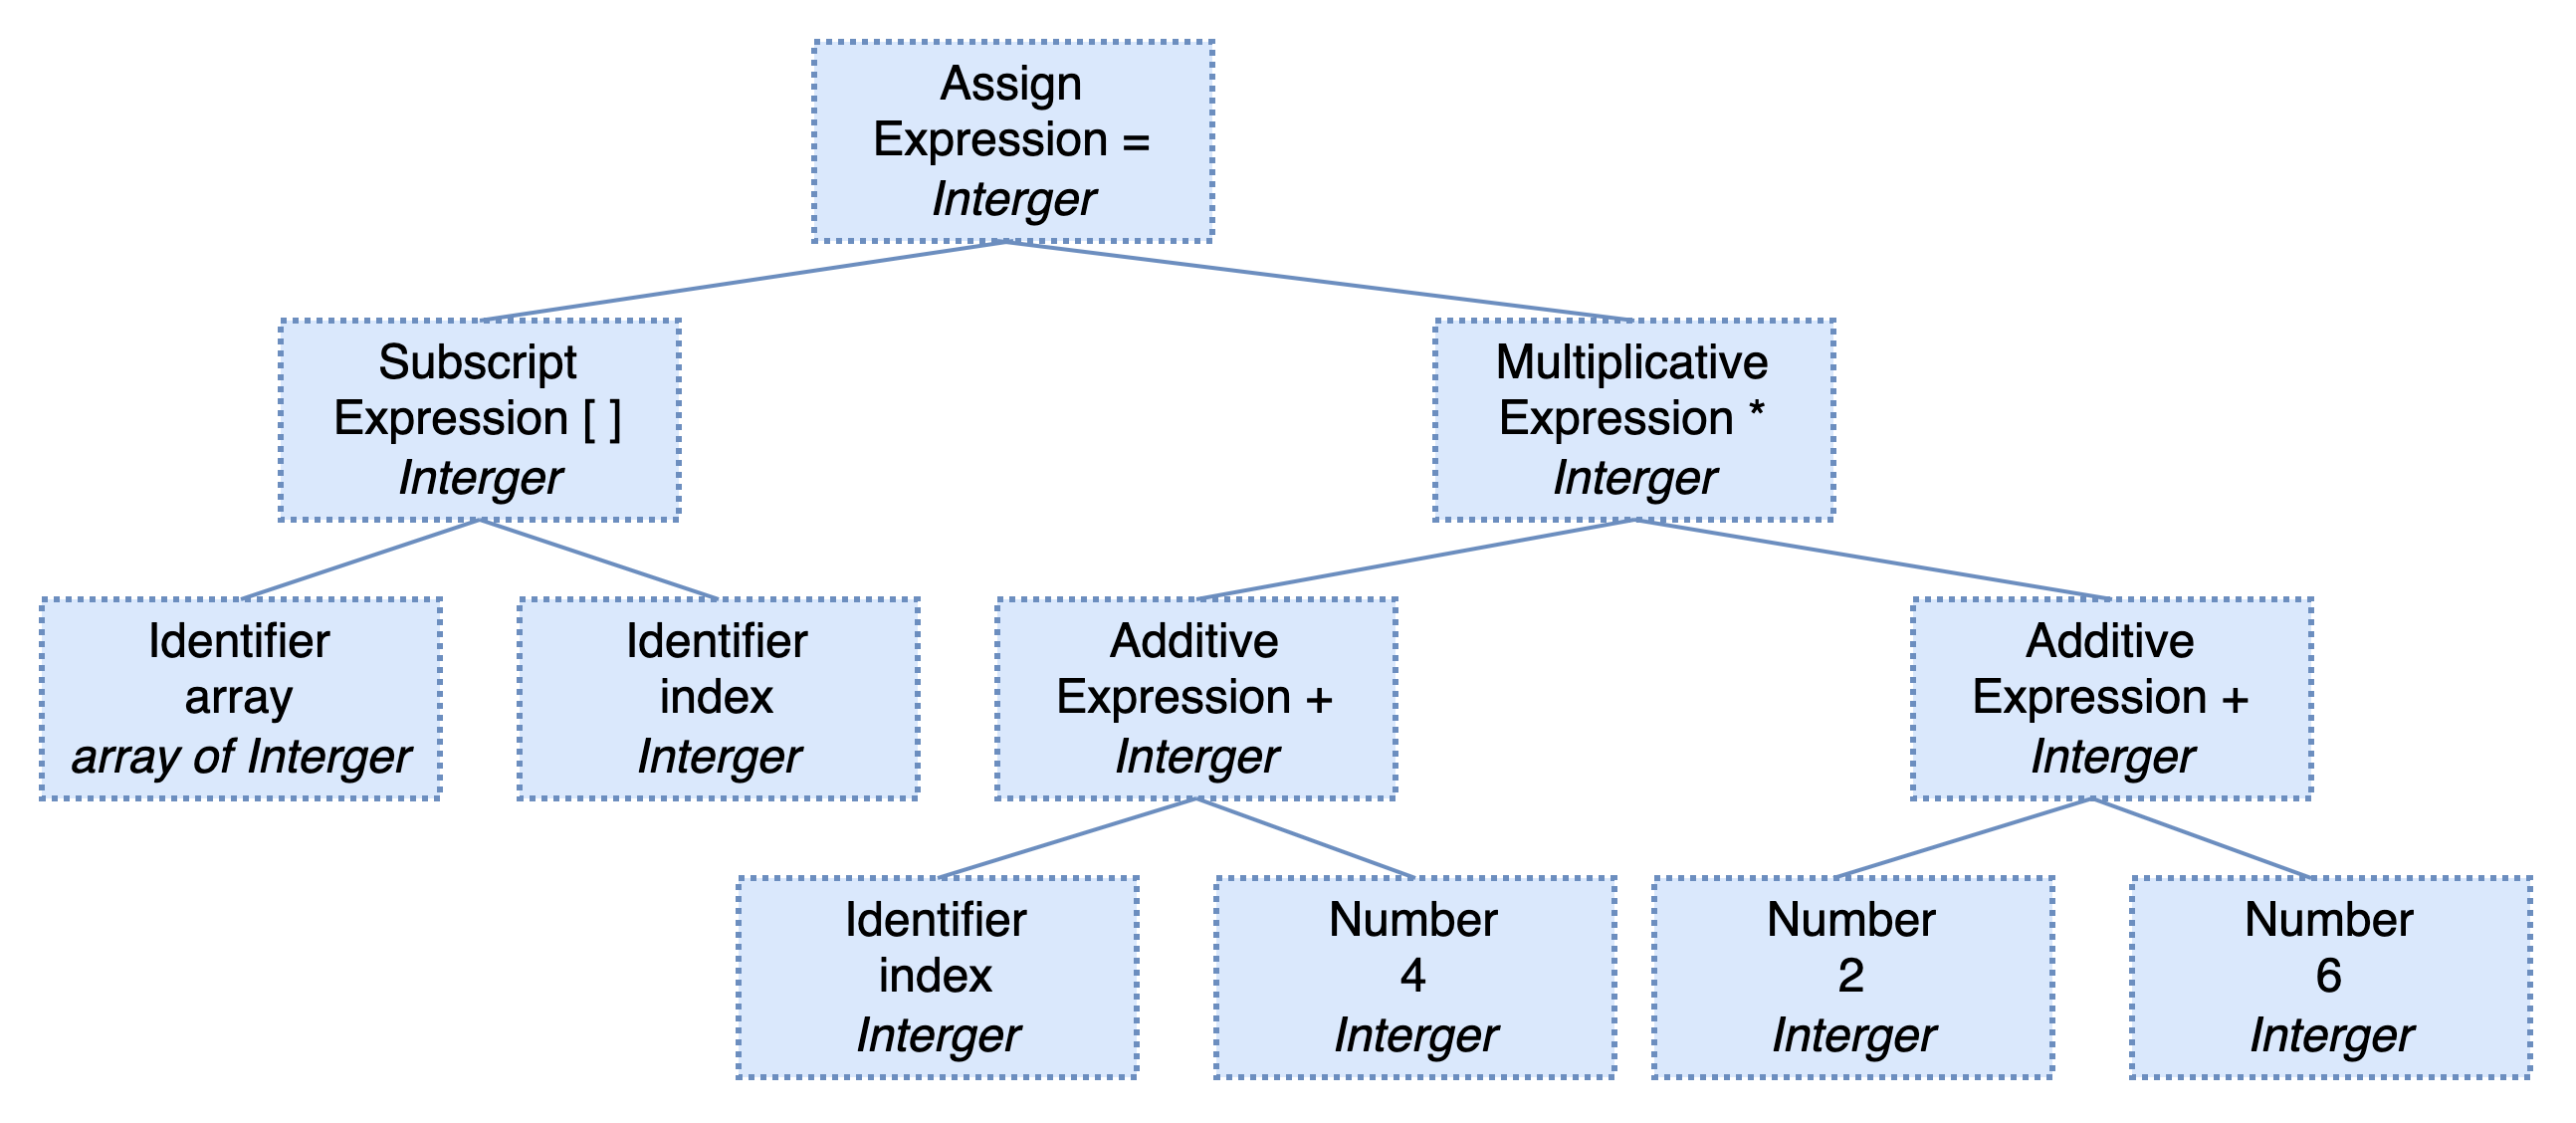 Assign
Expression =
Interger
Subscript
Expression [ ]
Interger
Multiplicative
Expression *
Interger
Identifier
array
array of Interger
Identifier
index
Interger
Additive
Expression +
Interger
Additive
Expression +
Interger
Identifier
index
Interger
Number
4
Interger
Number
2
Interger
Number
6
Interger